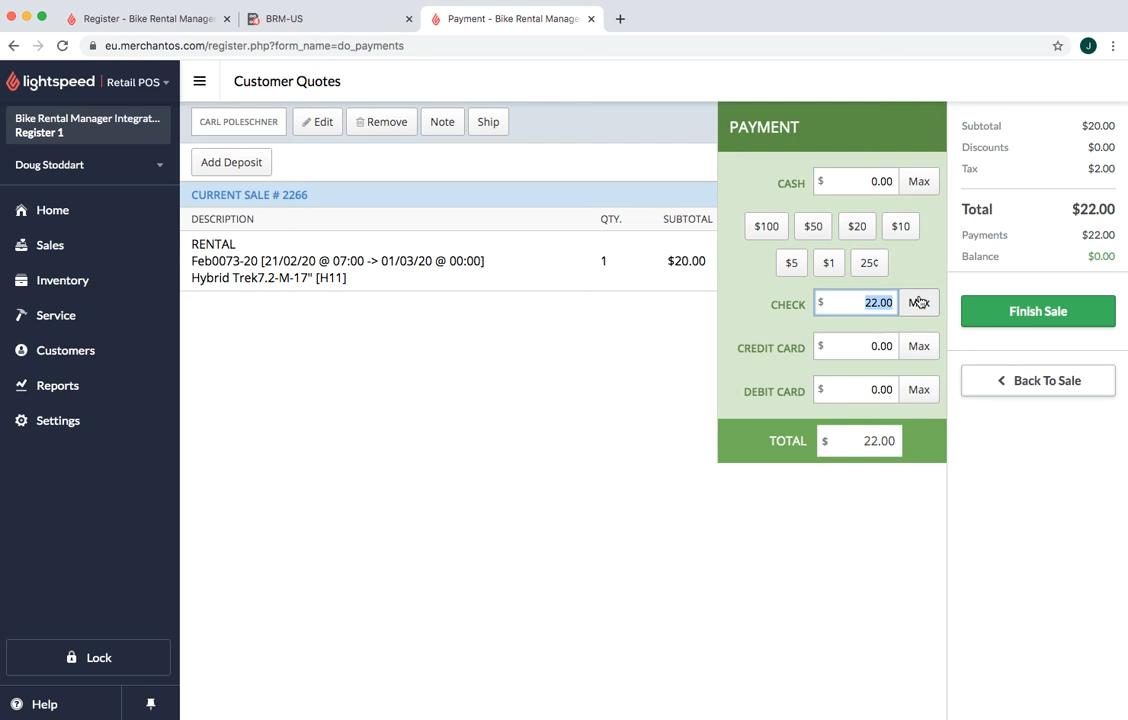 Register - Bike Rental Manage
BRM-US
Payment - Bike Rental Manage
eu.merchantos.com/register.php?form_name=do_payments
J
lightspeed | Retail POS
Bike Rental Manager Integrat...
Register 1
Doug Stoddart
Home
Sales
Inventory
Service
Customers
Reports
Settings
Lock
Help
Customer Quotes
CARL POLESCHNER
Edit
Remove
Note
Ship
Add Deposit
CURRENT SALE # 2266
DESCRIPTION QTY. SUBTOTAL
RENTAL
Feb0073-20 [21/02/20 @ 07:00 -> 01/03/20 @ 00:00] 1 $20.00
Hybrid Trek7.2-M-17" [H11]
PAYMENT
CASH $ 0.00 Max
$100 $50 $20 $10
$5 $1 25¢
CHECK $ 22.00 Max
CREDIT CARD $ 0.00 Max
DEBIT CARD $ 0.00 Max
TOTAL $ 22.00
Subtotal $20.00
Discounts $0.00
Tax $2.00
Total $22.00
Payments $22.00
Balance $0.00
Finish Sale
Back To Sale